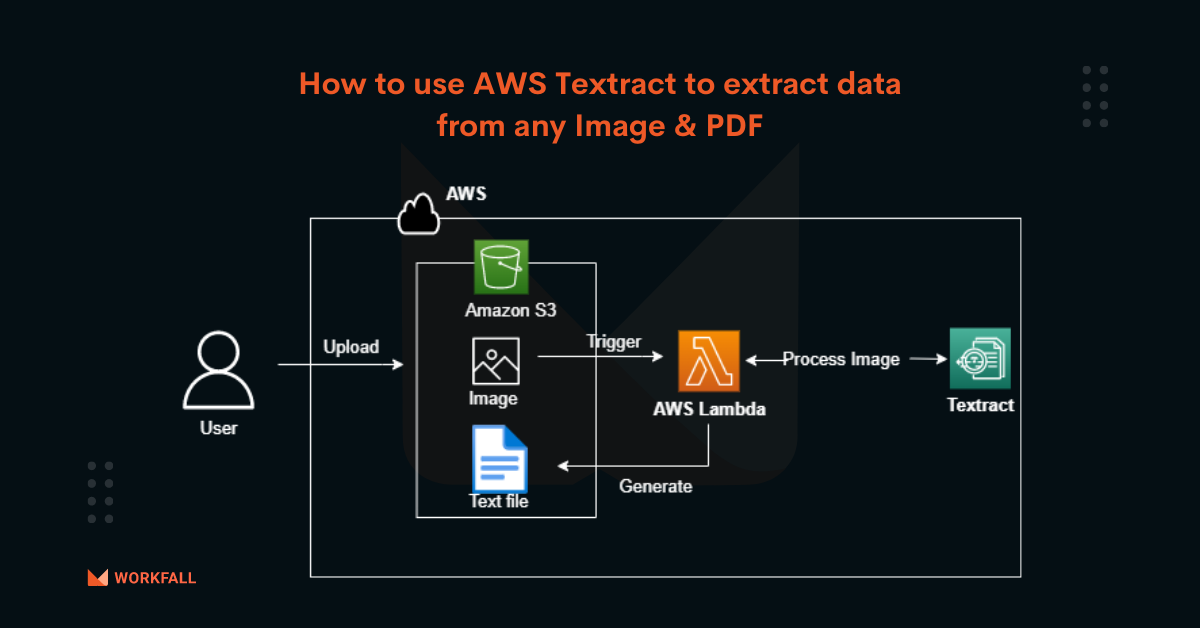 How to use AWS Textract to extract data
from any Image & PDF
AWS
Amazon S3
Upload
Trigger
Process Image
Image
AWS Lambda
Textract
User
Generate
Text file
WORKFALL